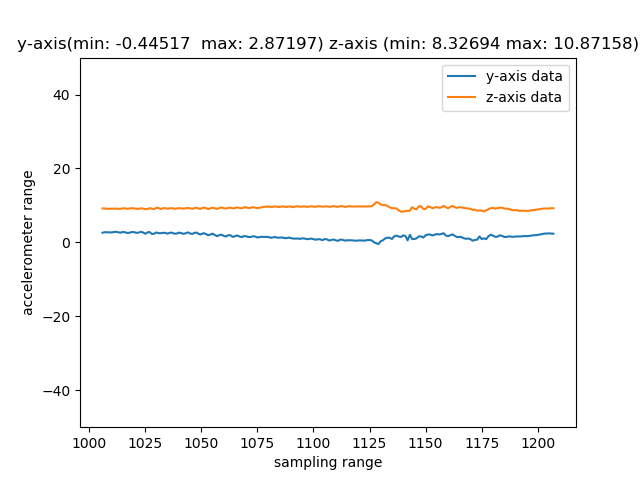 y-axis(min: -0.44517  max: 2.87197) z-axis (min: 8.32694 max: 10.87158)
y-axis data
z-axis data
accelerometer range
40
20
0
−20
−40
1000 1025 1050 1075 1100 1125 1150 1175 1200
sampling range